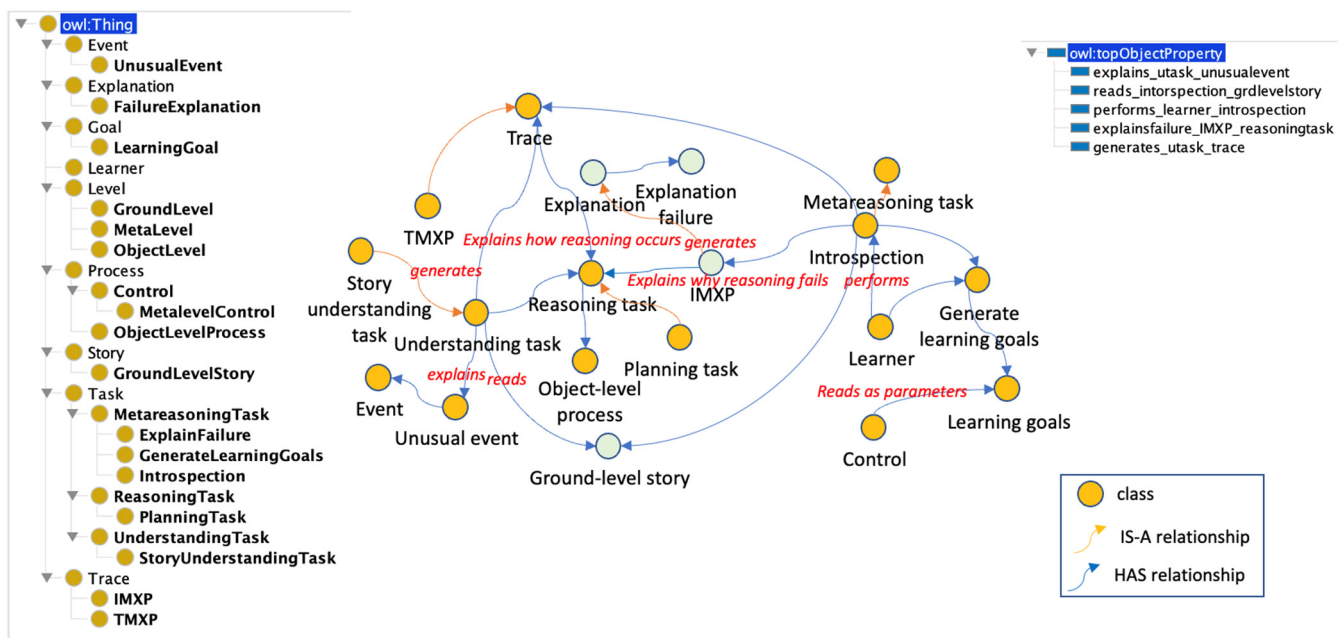 owl:Thing
Event
UnusualEvent
Explanation
FailureExplanation
Goal
LearningGoal
Learner
Level
GroundLevel
MetaLevel
ObjectLevel
Process
Control
MetalevelControl
ObjectLevelProcess
Story
GroundLevelStory
Task
MetareasoningTask
ExplainFailure
GenerateLearningGoals
Introspection
ReasoningTask
PlanningTask
UnderstandingTask
StoryUnderstandingTask
Trace
IMXP
TMXP
Trace
TMXP
Explanation
Explanation
failure
Metareasoning task
Explains how reasoning occurs
generates
generates
Story
understanding
task
Reasoning task
Explains why reasoning fails
IMXP
Introspection
performs
Understanding task
Planning task
Learner
Generate
learning goals
explains
reads
Object-level
process
Event
Unusual event
Reads as parameters
Learning goals
Control
Ground-level story
owl:topObjectProperty
explains_utask_unusualevent
reads_intorspection_grdlevelstory
performs_learner_introspection
explainsfailure_IMXP_reasoningtask
generates_utask_trace
class
IS-A relationship
HAS relationship